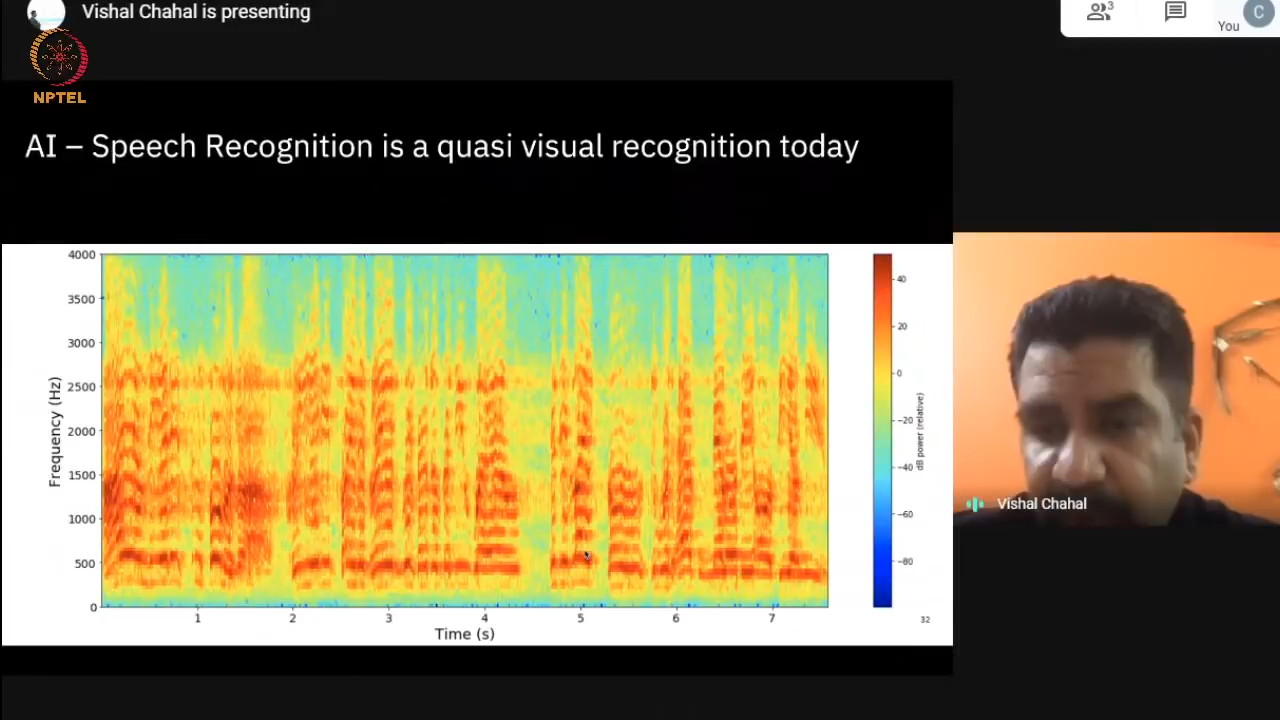 Vishal Chahal is presenting
3
You
C
NPTEL
AI – Speech Recognition is a quasi visual recognition today
4000
3500
3000
2500
2000
1500
1000
500
0
Frequency (Hz)
1 2 3 4 5 6 7
Time (s)
40
20
0
−20
−40
−60
−80
dB power (relative)
32
Vishal Chahal